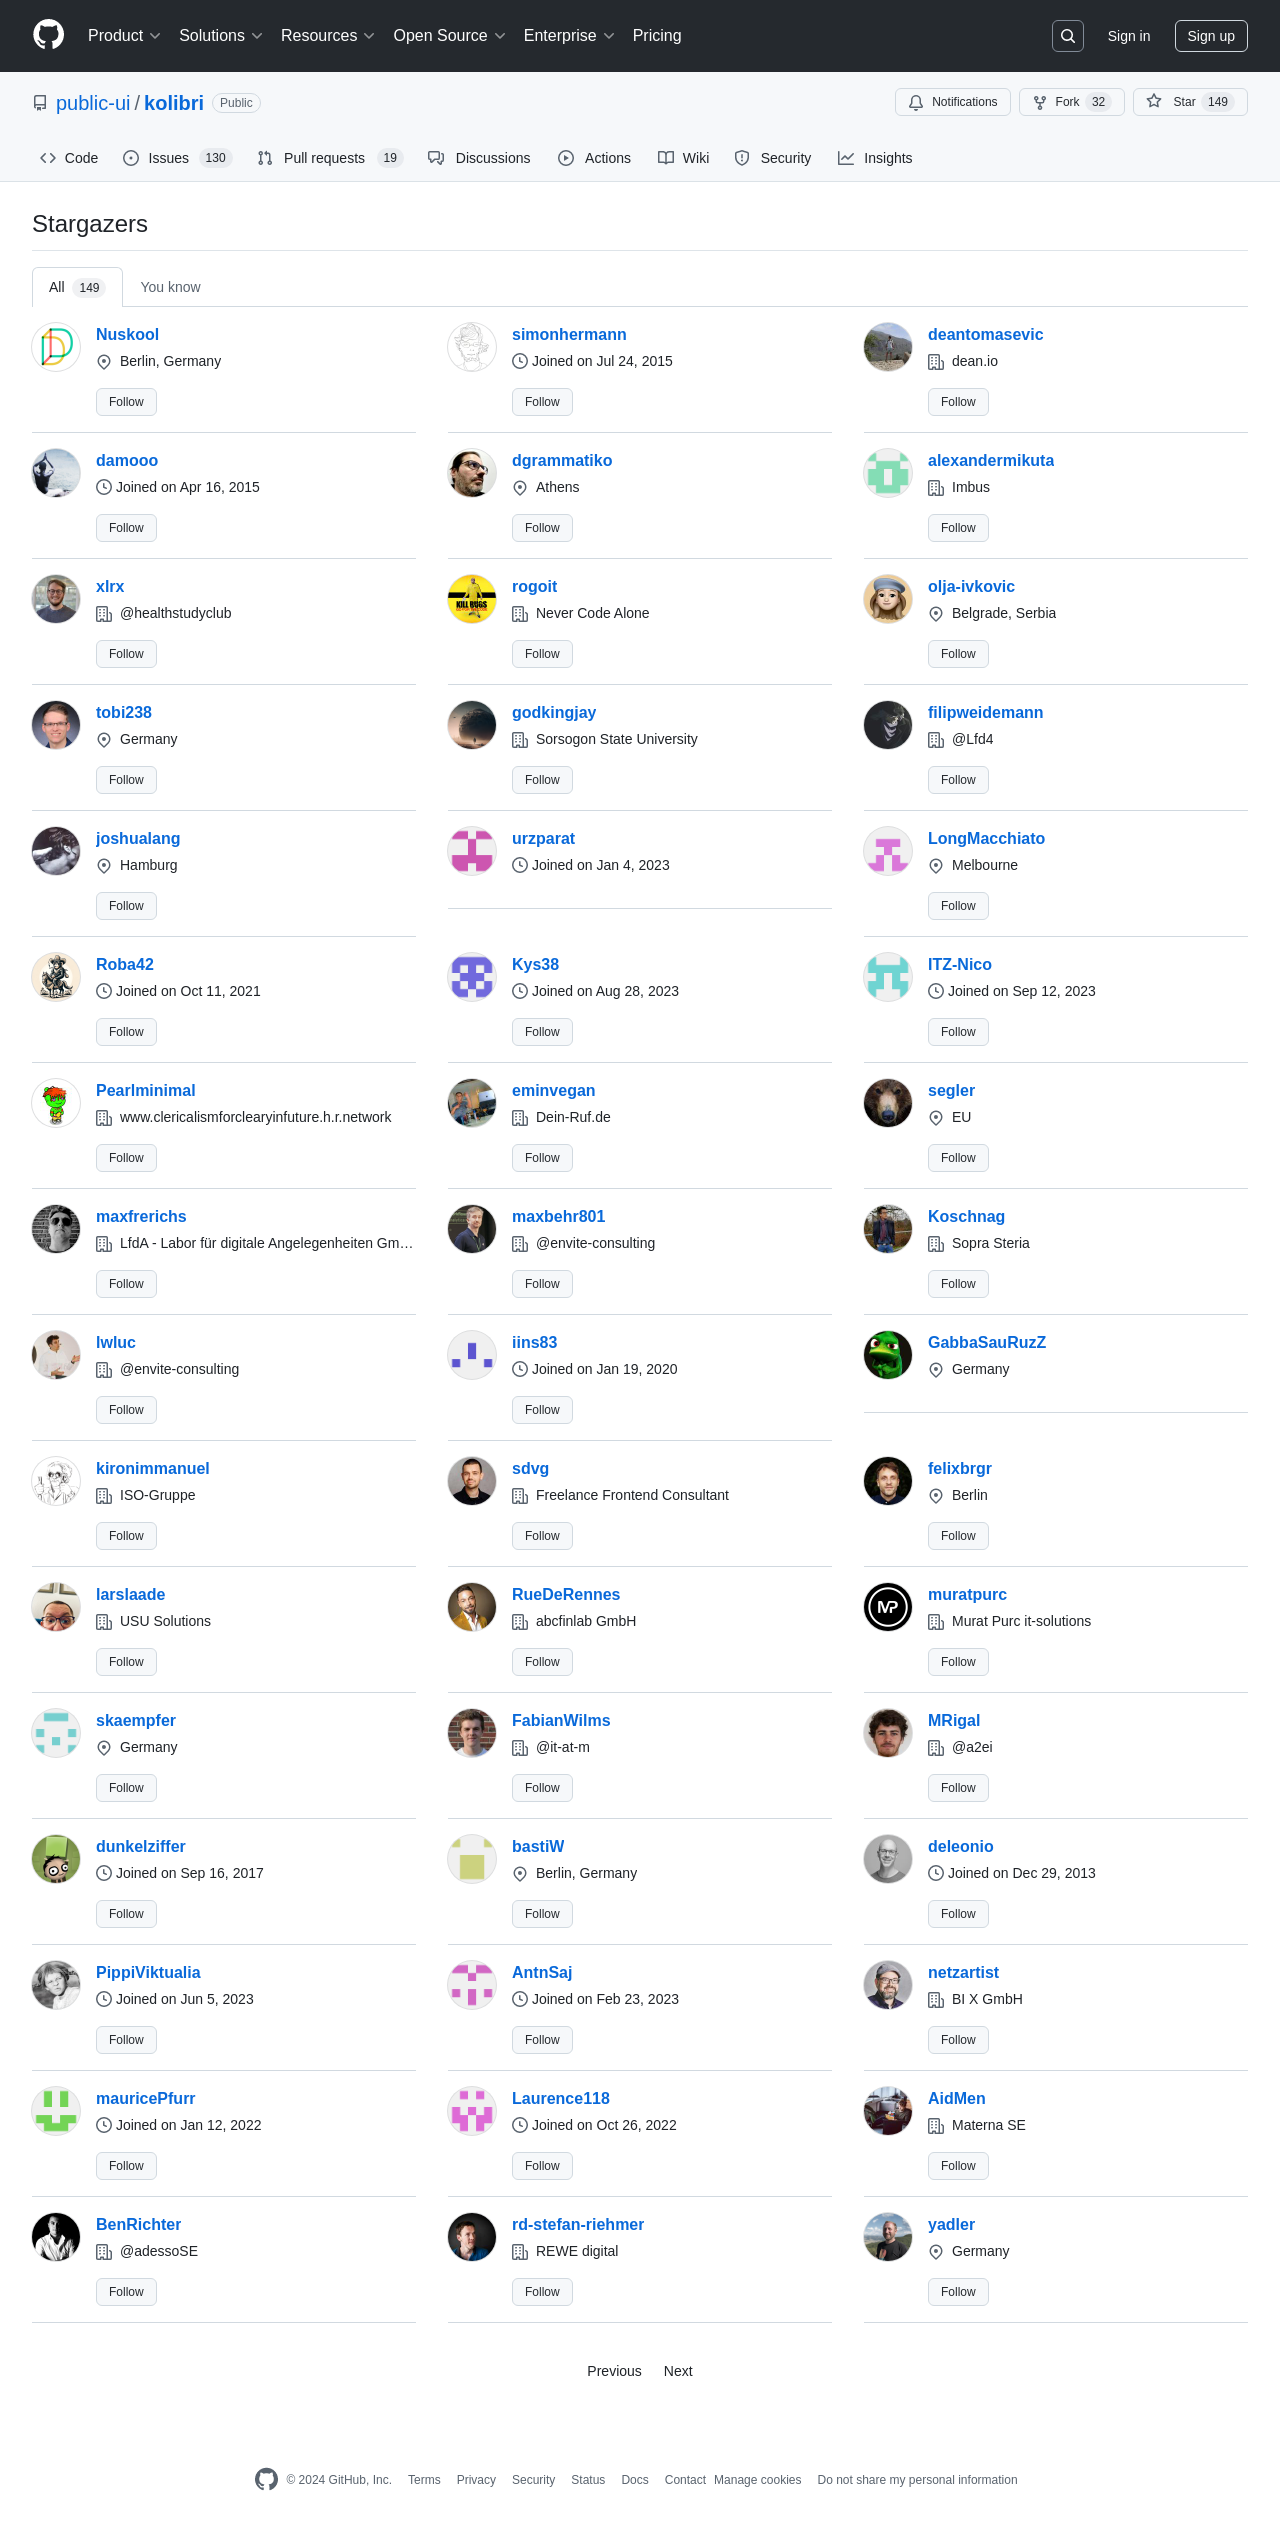 Product Solutions Resources Open Source Enterprise Pricing Sign in Sign up
public-ui / kolibri Public Notifications Fork 32 Star 149
Code Issues 130 Pull requests 19 Discussions Actions Wiki Security Insights
Stargazers
All 149 You know
Nuskool simonhermann deantomasevic
Berlin, Germany Joined on Jul 24, 2015 dean.io
Follow Follow Follow
damooo dgrammatiko alexandermikuta
Joined on Apr 16, 2015 Athens Imbus
Follow Follow Follow
xlrx rogoit olja-ivkovic
@healthstudyclub Never Code Alone Belgrade, Serbia
KILL BUGS
Follow Follow Follow
tobi238 godkingjay filipweidemann
Germany Sorsogon State University @Lfd4
Follow Follow Follow
joshualang urzparat LongMacchiato
Hamburg Joined on Jan 4, 2023 Melbourne
Follow Follow
Roba42 Kys38 ITZ-Nico
Joined on Oct 11, 2021 Joined on Aug 28, 2023 Joined on Sep 12, 2023
Follow Follow Follow
Pearlminimal eminvegan segler
www.clericalismforclearyinfuture.h.r.network Dein-Ruf.de EU
Follow Follow Follow
maxfrerichs maxbehr801 Koschnag
LfdA - Labor für digitale Angelegenheiten Gm… @envite-consulting Sopra Steria
Follow Follow Follow
lwluc iins83 GabbaSauRuzZ
@envite-consulting Joined on Jan 19, 2020 Germany
Follow Follow
kironimmanuel sdvg felixbrgr
ISO-Gruppe Freelance Frontend Consultant Berlin
Follow Follow Follow
larslaade RueDeRennes muratpurc
USU Solutions abcfinlab GmbH Murat Purc it-solutions
MP
Follow Follow Follow
skaempfer FabianWilms MRigal
Germany @it-at-m @a2ei
Follow Follow Follow
dunkelziffer bastiW deleonio
Joined on Sep 16, 2017 Berlin, Germany Joined on Dec 29, 2013
Follow Follow Follow
PippiViktualia AntnSaj netzartist
Joined on Jun 5, 2023 Joined on Feb 23, 2023 BI X GmbH
Follow Follow Follow
mauricePfurr Laurence118 AidMen
Joined on Jan 12, 2022 Joined on Oct 26, 2022 Materna SE
Follow Follow Follow
BenRichter rd-stefan-riehmer yadler
@adessoSE REWE digital Germany
Follow Follow Follow
Previous Next
© 2024 GitHub, Inc. Terms Privacy Security Status Docs Contact Manage cookies Do not share my personal information